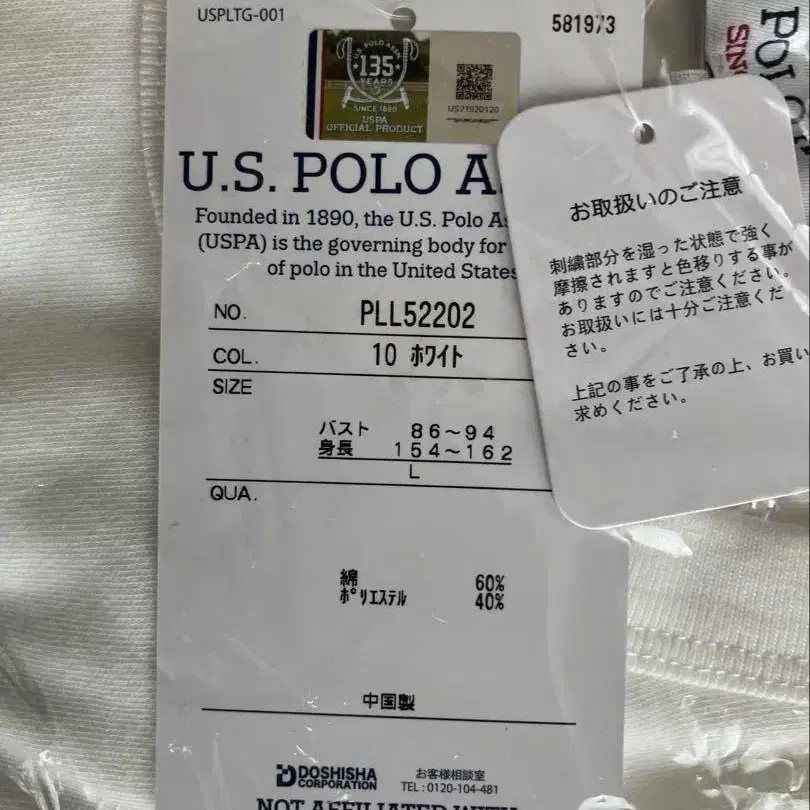 USPLTG-001
581973
U.S. POLO ASSN.
135
YEARS
SINCE 1890
USPA
OFFICIAL PRODUCT
US21920120
U.S. POLO A
Founded in 1890, the U.S. Polo
(USPA) is the governing body for
of polo in the United States
NO. PLL52202
COL. 10 ホワイト
SIZE
バスト 86~94
身長 154~162
L
QUA.
綿 60%
ポリエステル 40%
中国製
DOSHISHA
CORPORATION
お客様相談室
TEL:0120-104-481
NOT AFFILIATED WITH
お取扱いのご注意
刺繍部分を湿った状態で強く
摩擦されますと色移りする事が
ありますのでご注意ください。
お取扱いには十分ご注意くだ
さい。
上記の事をご了承の上、お買い
求めください。